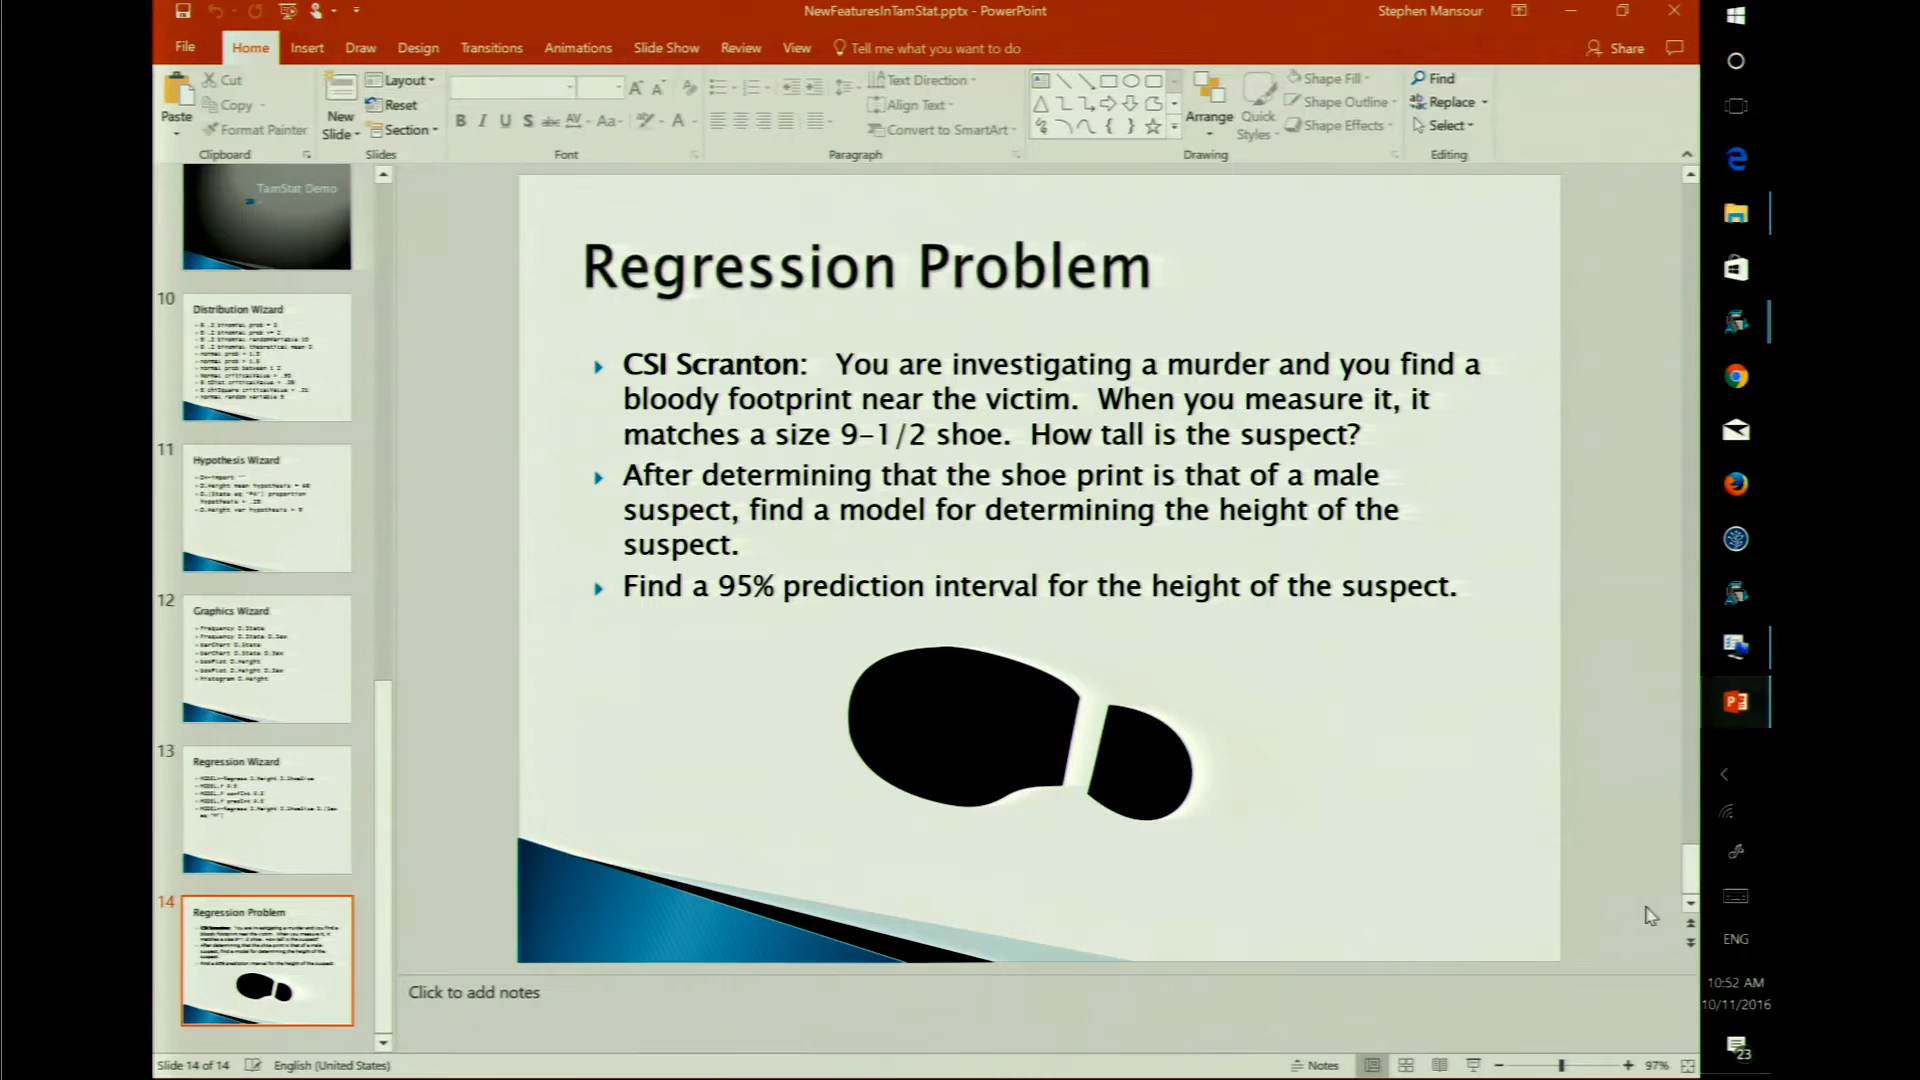 NewFeaturesInTamStat.pptx - PowerPoint
Stephen Mansour
File Home Insert Draw Design Transitions Animations Slide Show Review View Tell me what you want to do Share
Paste
Cut
Copy
Format Painter
Clipboard
New Slide
Layout
Reset
Section
Slides
B I U S abc AV Aa A
Font
Text Direction
Align Text
Convert to SmartArt
Paragraph
Arrange
Quick Styles
Shape Fill
Shape Outline
Shape Effects
Drawing
Find
Replace
Select
Editing
TamStat Demo
10
Distribution Wizard
11
Hypothesis Wizard
12
Graphics Wizard
13
Regression Wizard
14
Regression Problem
Regression Problem
CSI Scranton: You are investigating a murder and you find a
bloody footprint near the victim. When you measure it, it
matches a size 9-1/2 shoe. How tall is the suspect?
After determining that the shoe print is that of a male
suspect, find a model for determining the height of the
suspect.
Find a 95% prediction interval for the height of the suspect.
Click to add notes
Slide 14 of 14 English (United States) Notes 97%
ENG
10:52 AM
10/11/2016
23